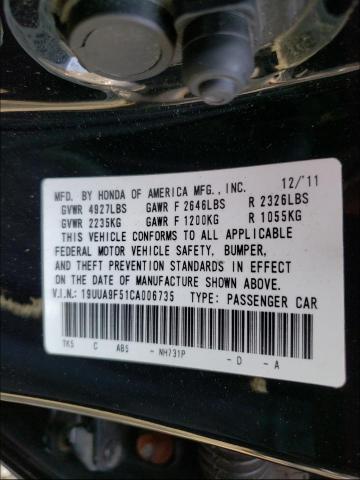 MFD. BY HONDA OF AMERICA MFG., INC. 12/'11
GVWR 4927LBS GAWR F 2646LBS R 2326LBS
GVWR 2235KG GAWR F 1200KG R 1055KG
THIS VEHICLE CONFORMS TO ALL APPLICABLE
FEDERAL MOTOR VEHICLE SAFETY, BUMPER,
AND THEFT PREVENTION STANDARDS IN EFFECT
ON THE DATE OF MANUFACTURE SHOWN ABOVE.
V.I.N.: 19UUA9F51CA006735 TYPE: PASSENGER CAR
TK5 C AB5 - NH731P - D - A